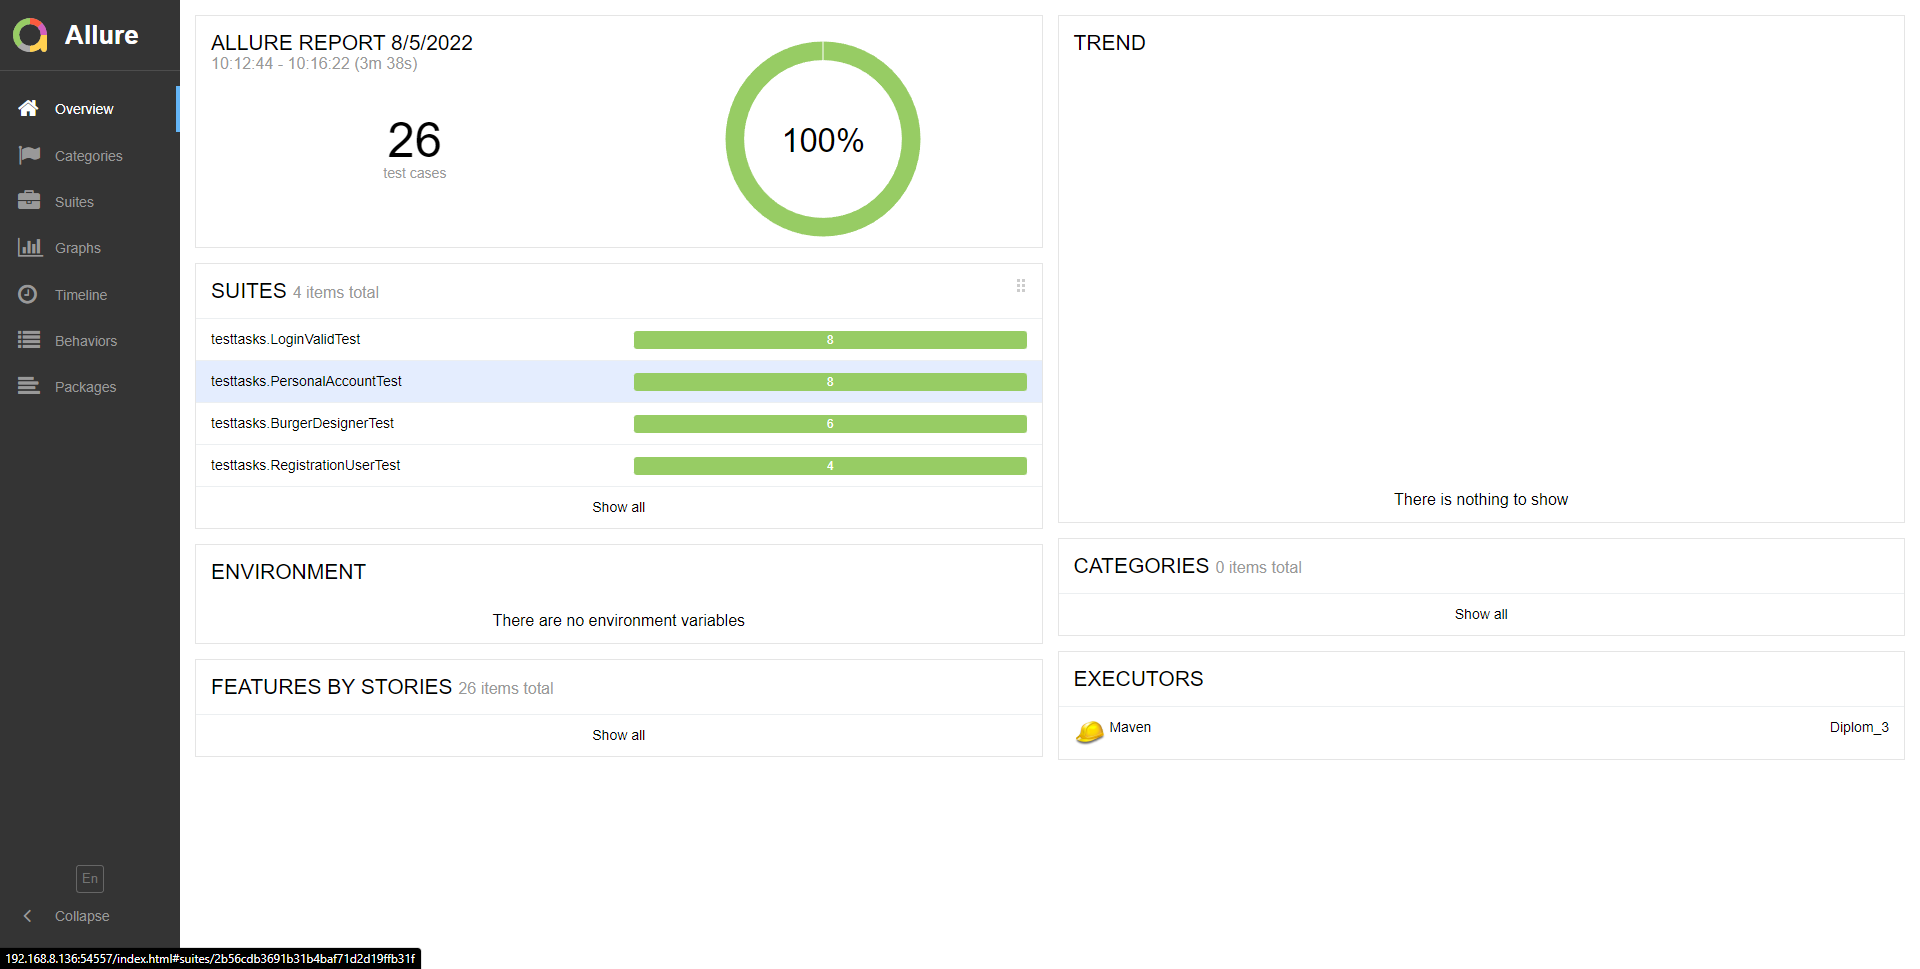 Allure
Overview
Categories
Suites
Graphs
Timeline
Behaviors
Packages
En
Collapse
ALLURE REPORT 8/5/2022
10:12:44 - 10:16:22 (3m 38s)
26
test cases
100%
SUITES 4 items total
testtasks.LoginValidTest 8
testtasks.PersonalAccountTest 8
testtasks.BurgerDesignerTest 6
testtasks.RegistrationUserTest 4
Show all
ENVIRONMENT
There are no environment variables
FEATURES BY STORIES 26 items total
Show all
TREND
There is nothing to show
CATEGORIES 0 items total
Show all
EXECUTORS
Maven Diplom_3
192.168.8.136:54557/index.html#suites/2b56cdb3691b31b4baf71d2d19ffb31f